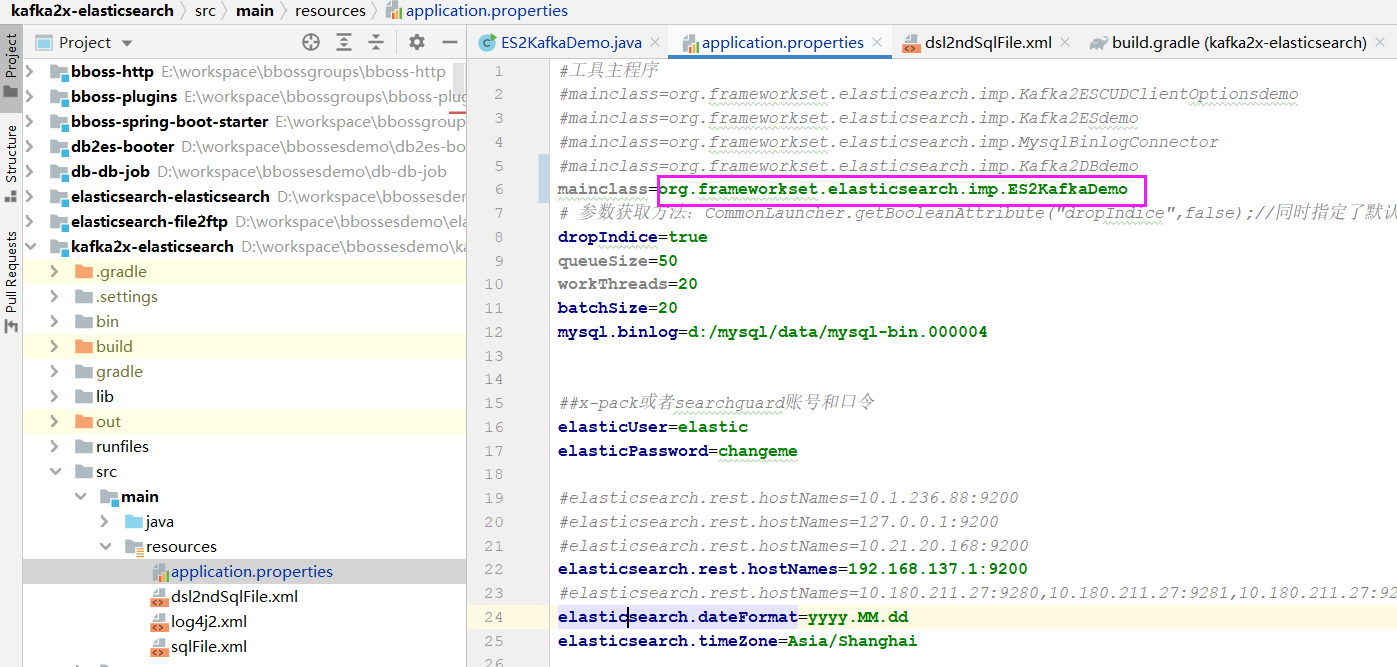 kafka2x-elasticsearch src main resources application.properties
Project
ES2KafkaDemo.java × application.properties × dsl2ndSqlFile.xml × build.gradle (kafka2x-elasticsearch) ×
Project
Structure
Pull Requests
bboss-http E:\workspace\bbossgroups\bboss-http
bboss-plugins E:\workspace\bbossgroups\bboss-plug
bboss-spring-boot-starter E:\workspace\bbossgroup
db2es-booter D:\workspace\bbossesdemo\db2es-bo
db-db-job D:\workspace\bbossesdemo\db-db-job
elasticsearch-elasticsearch D:\workspace\bbossesder
elasticsearch-file2ftp D:\workspace\bbossesdemo\ela
kafka2x-elasticsearch D:\workspace\bbossesdemo\ka
.gradle
.settings
bin
build
gradle
lib
out
runfiles
src
main
java
resources
application.properties
dsl2ndSqlFile.xml
log4j2.xml
sqlFile.xml
1 #工具主程序
2 #mainclass=org.frameworkset.elasticsearch.imp.Kafka2ESCUDClientOptionsdemo
3 #mainclass=org.frameworkset.elasticsearch.imp.Kafka2ESdemo
4 #mainclass=org.frameworkset.elasticsearch.imp.MysqlBinlogConnector
5 #mainclass=org.frameworkset.elasticsearch.imp.Kafka2DBdemo
6 mainclass=org.frameworkset.elasticsearch.imp.ES2KafkaDemo
7 # 参数获取方法：CommonLauncher.getBooleanAttribute("dropIndice",false);//同时指定了默认
8 dropIndice=true
9 queueSize=50
10 workThreads=20
11 batchSize=20
12 mysql.binlog=d:/mysql/data/mysql-bin.000004
13
14
15 ##x-pack或者searchguard账号和口令
16 elasticUser=elastic
17 elasticPassword=changeme
18
19 #elasticsearch.rest.hostNames=10.1.236.88:9200
20 #elasticsearch.rest.hostNames=127.0.0.1:9200
21 #elasticsearch.rest.hostNames=10.21.20.168:9200
22 elasticsearch.rest.hostNames=192.168.137.1:9200
23 #elasticsearch.rest.hostNames=10.180.211.27:9280,10.180.211.27:9281,10.180.211.27:92
24 elasticsearch.dateFormat=yyyy.MM.dd
25 elasticsearch.timeZone=Asia/Shanghai
26